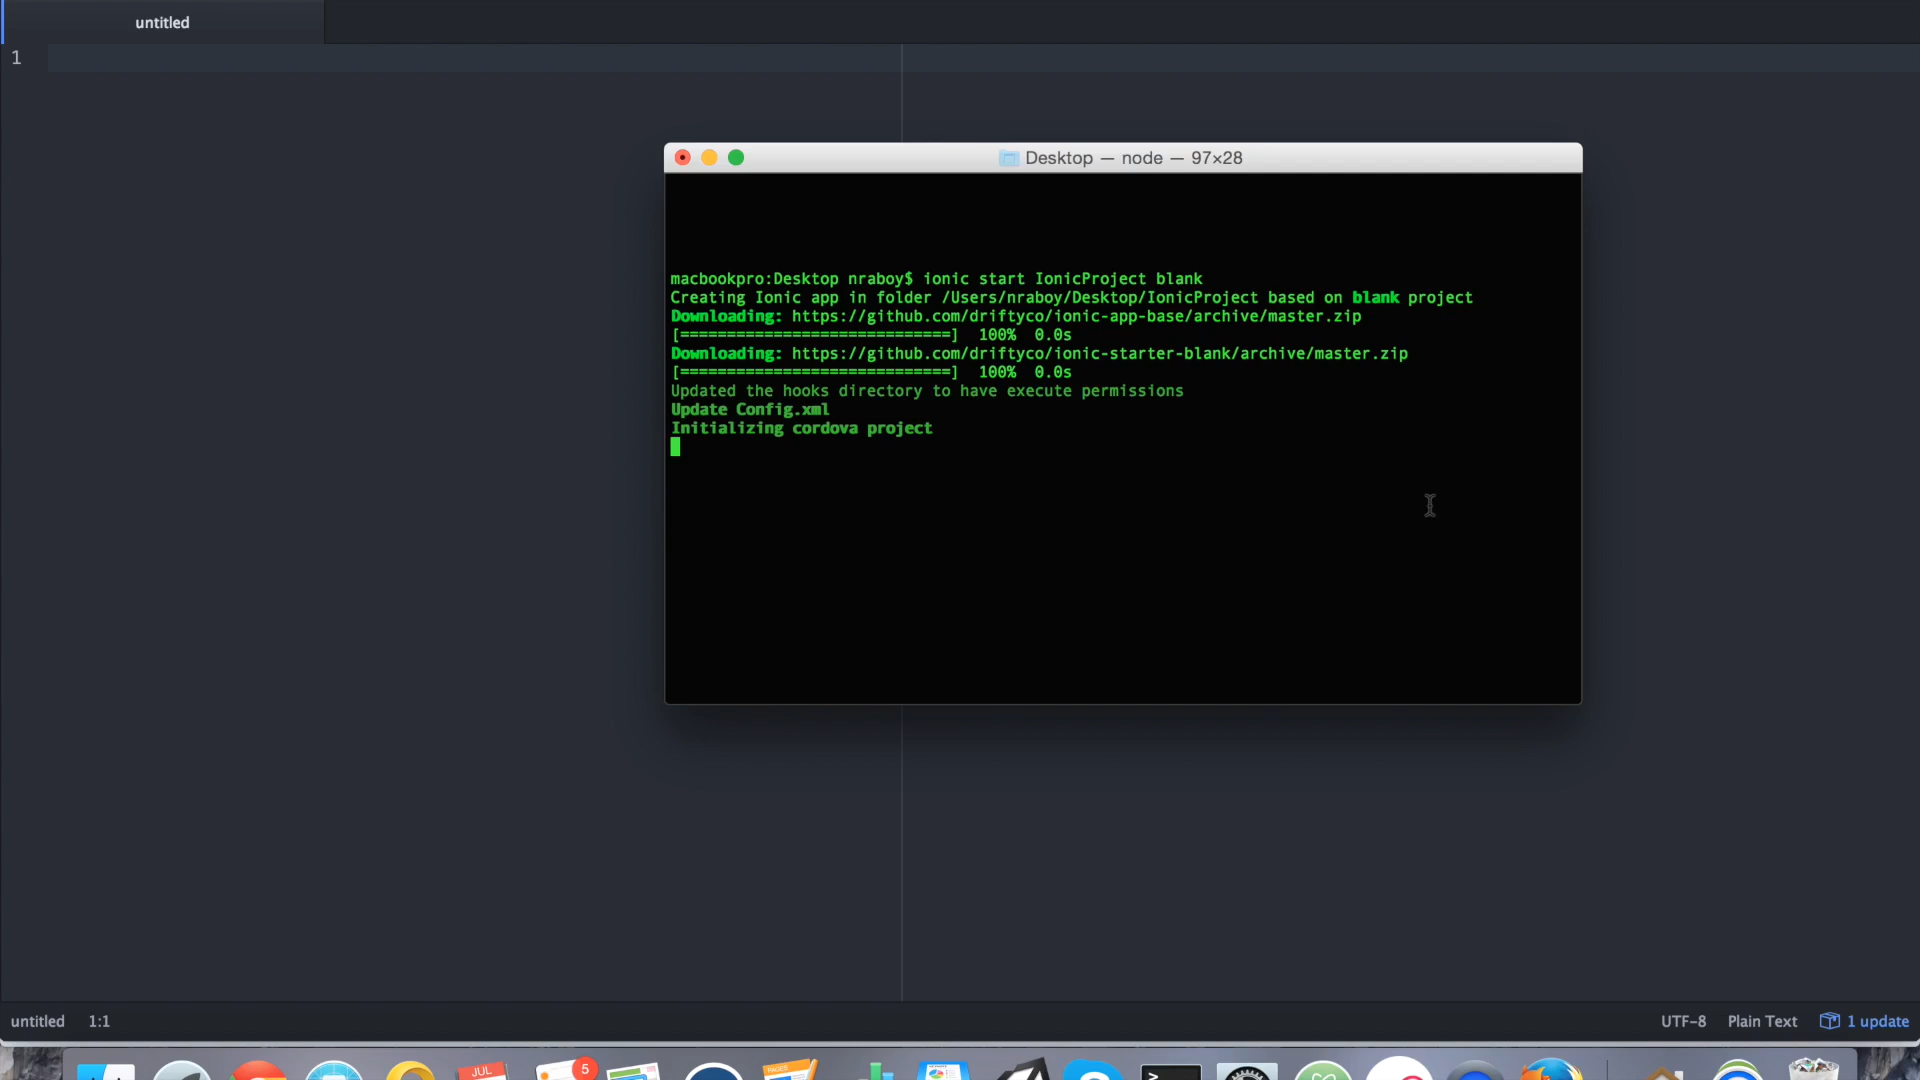 untitled
1
Desktop — node — 97×28
macbookpro:Desktop nraboy$ ionic start IonicProject blank
Creating Ionic app in folder /Users/nraboy/Desktop/IonicProject based on blank project
Downloading: https://github.com/driftyco/ionic-app-base/archive/master.zip
[=============================] 100% 0.0s
Downloading: https://github.com/driftyco/ionic-starter-blank/archive/master.zip
[=============================] 100% 0.0s
Updated the hooks directory to have execute permissions
Update Config.xml
Initializing cordova project
untitled 1:1 UTF-8 Plain Text 1 update
JUL 5 PAGES